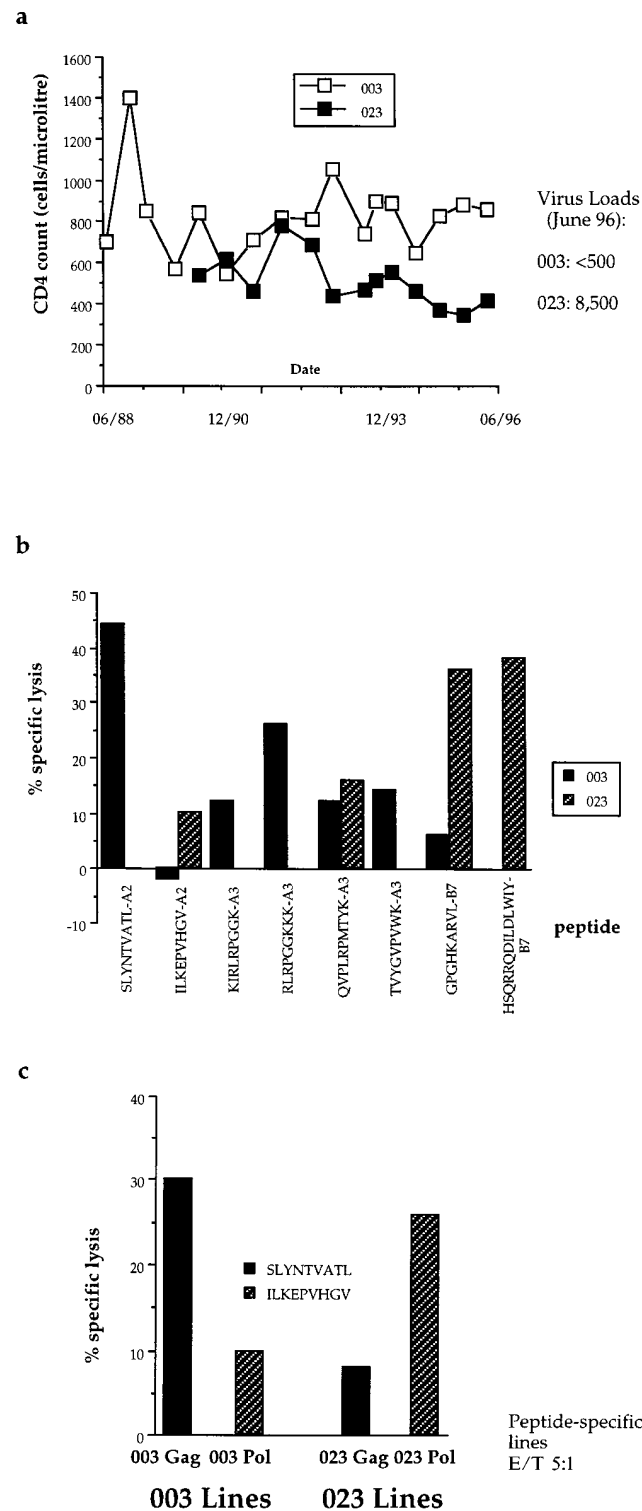 a
1600
1400
1200
1000
800
600
400
200
0
CD4 count (cells/microlitre)
003
023
Date
06/88
12/90
12/93
06/96
Virus Loads
(June 96):
003: <500
023: 8,500
b
50
40
30
20
10
0
-10
% specific lysis
003
023
SLYNTVATL-A2
ILKEPVHGV-A2
KIRLRPGGK-A3
RLRPGGKKK-A3
QVPLRPMTYK-A3
TVYGVPVWK-A3
GPGHKARVL-B7
HSQRRQDILDLWIY-
B7
peptide
c
40
30
20
10
0
% specific lysis
SLYNTVATL
ILKEPVHGV
003 Gag
003 Pol
023 Gag
023 Pol
003 Lines
023 Lines
Peptide-specific
lines
E/T 5:1